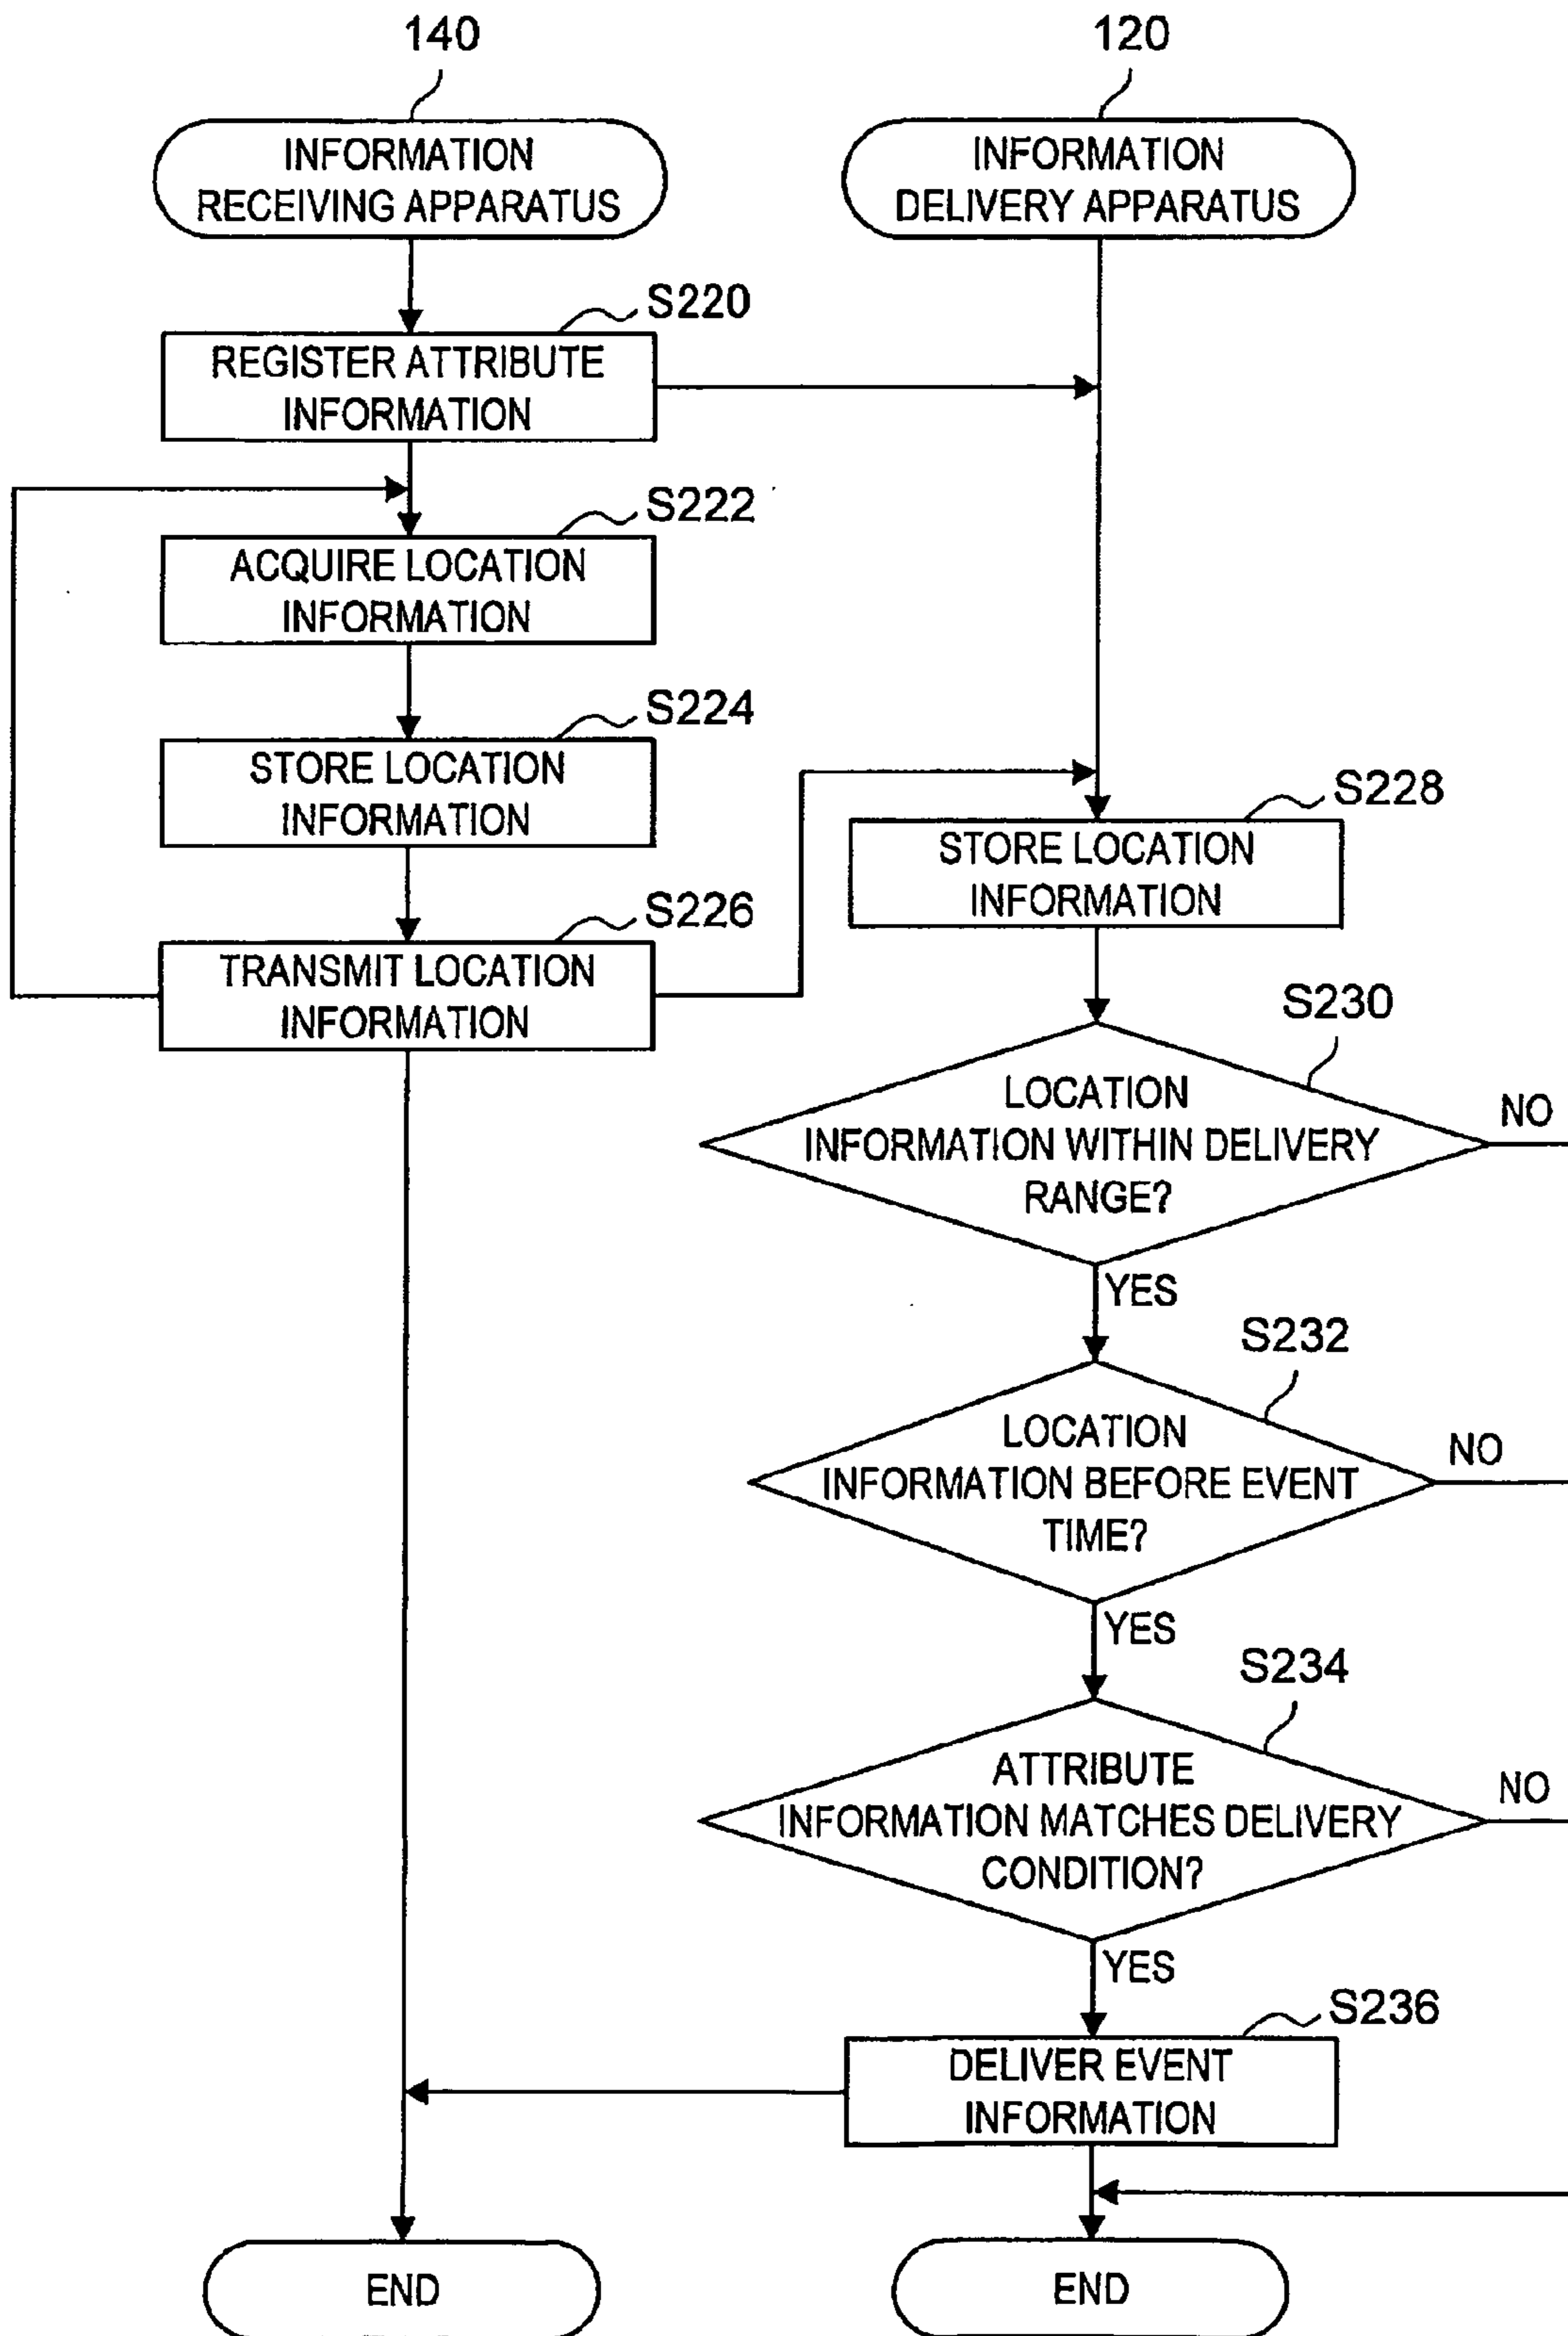 140
INFORMATION
RECEIVING APPARATUS
120
INFORMATION
DELIVERY APPARATUS
S220
REGISTER ATTRIBUTE
INFORMATION
S222
ACQUIRE LOCATION
INFORMATION
S224
STORE LOCATION
INFORMATION
S226
TRANSMIT LOCATION
INFORMATION
S228
STORE LOCATION
INFORMATION
S230
LOCATION
INFORMATION WITHIN DELIVERY
RANGE?
NO
YES
S232
LOCATION
INFORMATION BEFORE EVENT
TIME?
NO
YES
S234
ATTRIBUTE
INFORMATION MATCHES DELIVERY
CONDITION?
NO
YES
S236
DELIVER EVENT
INFORMATION
END
END